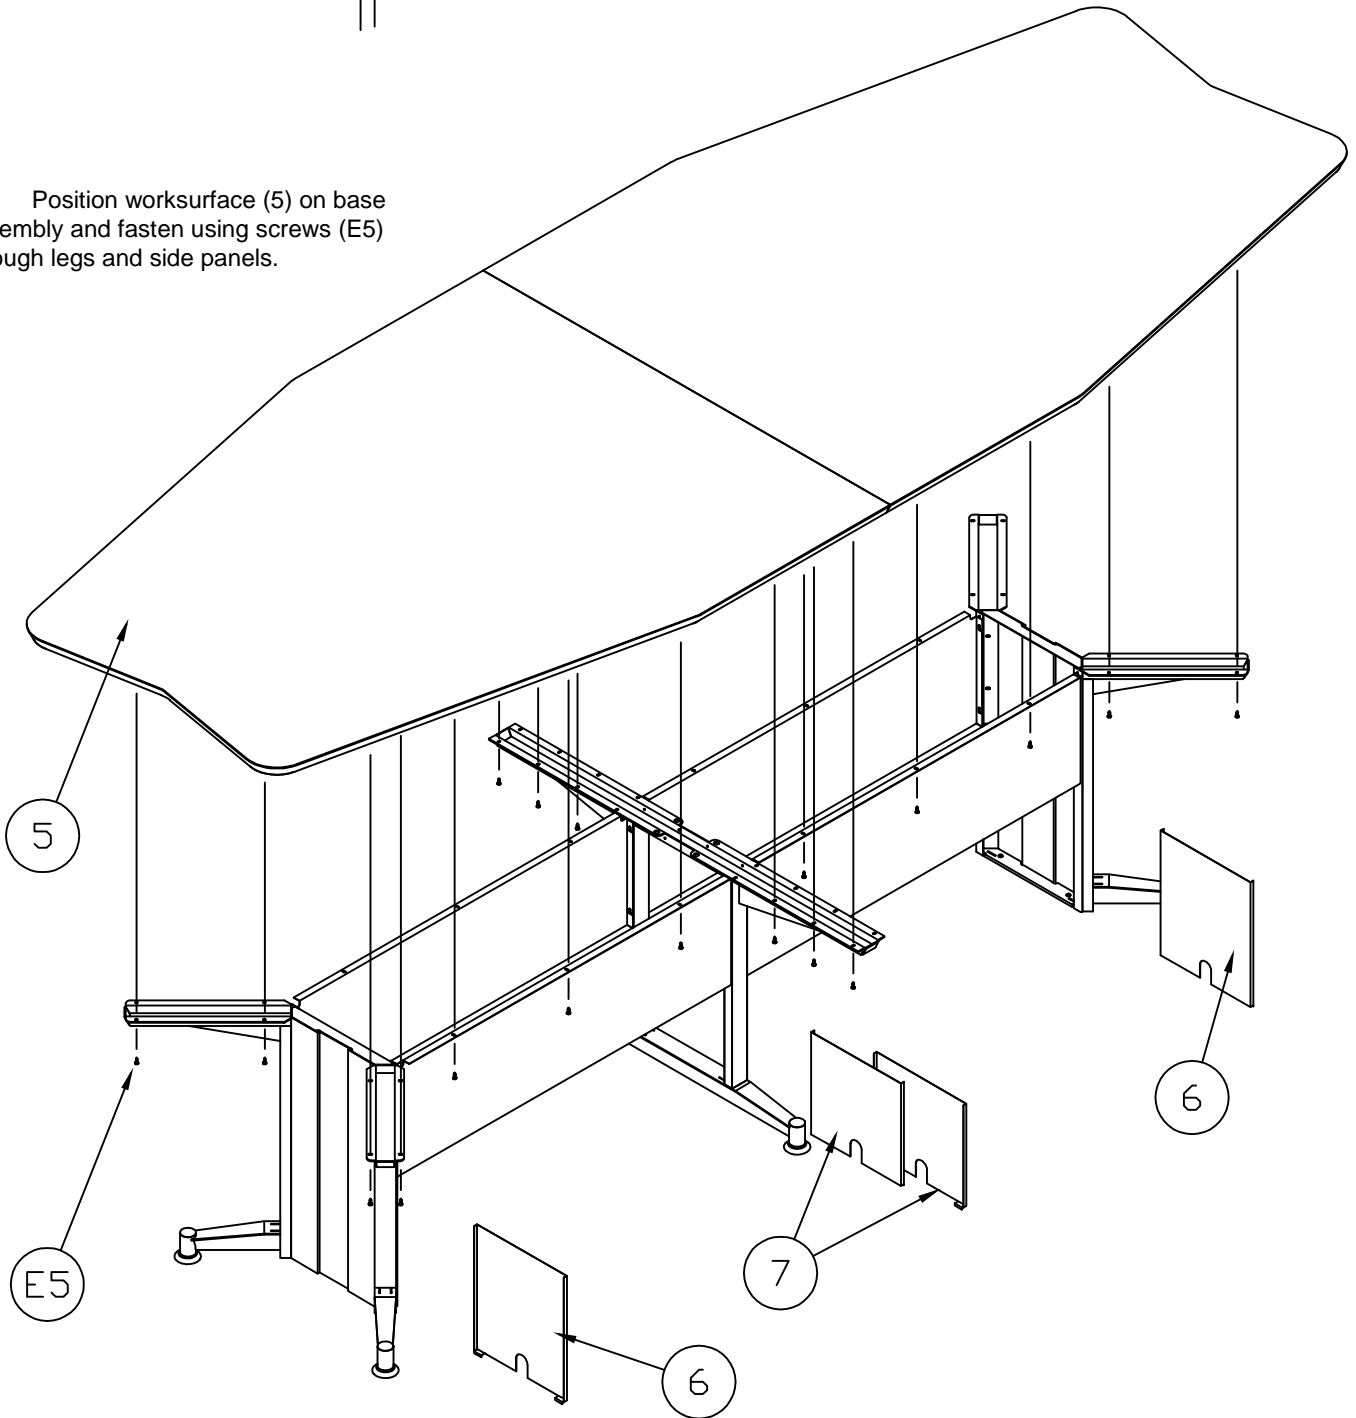 Position worksurface (5) on base
embly and fasten using screws (E5)
ough legs and side panels.
5
6
7
E5
6